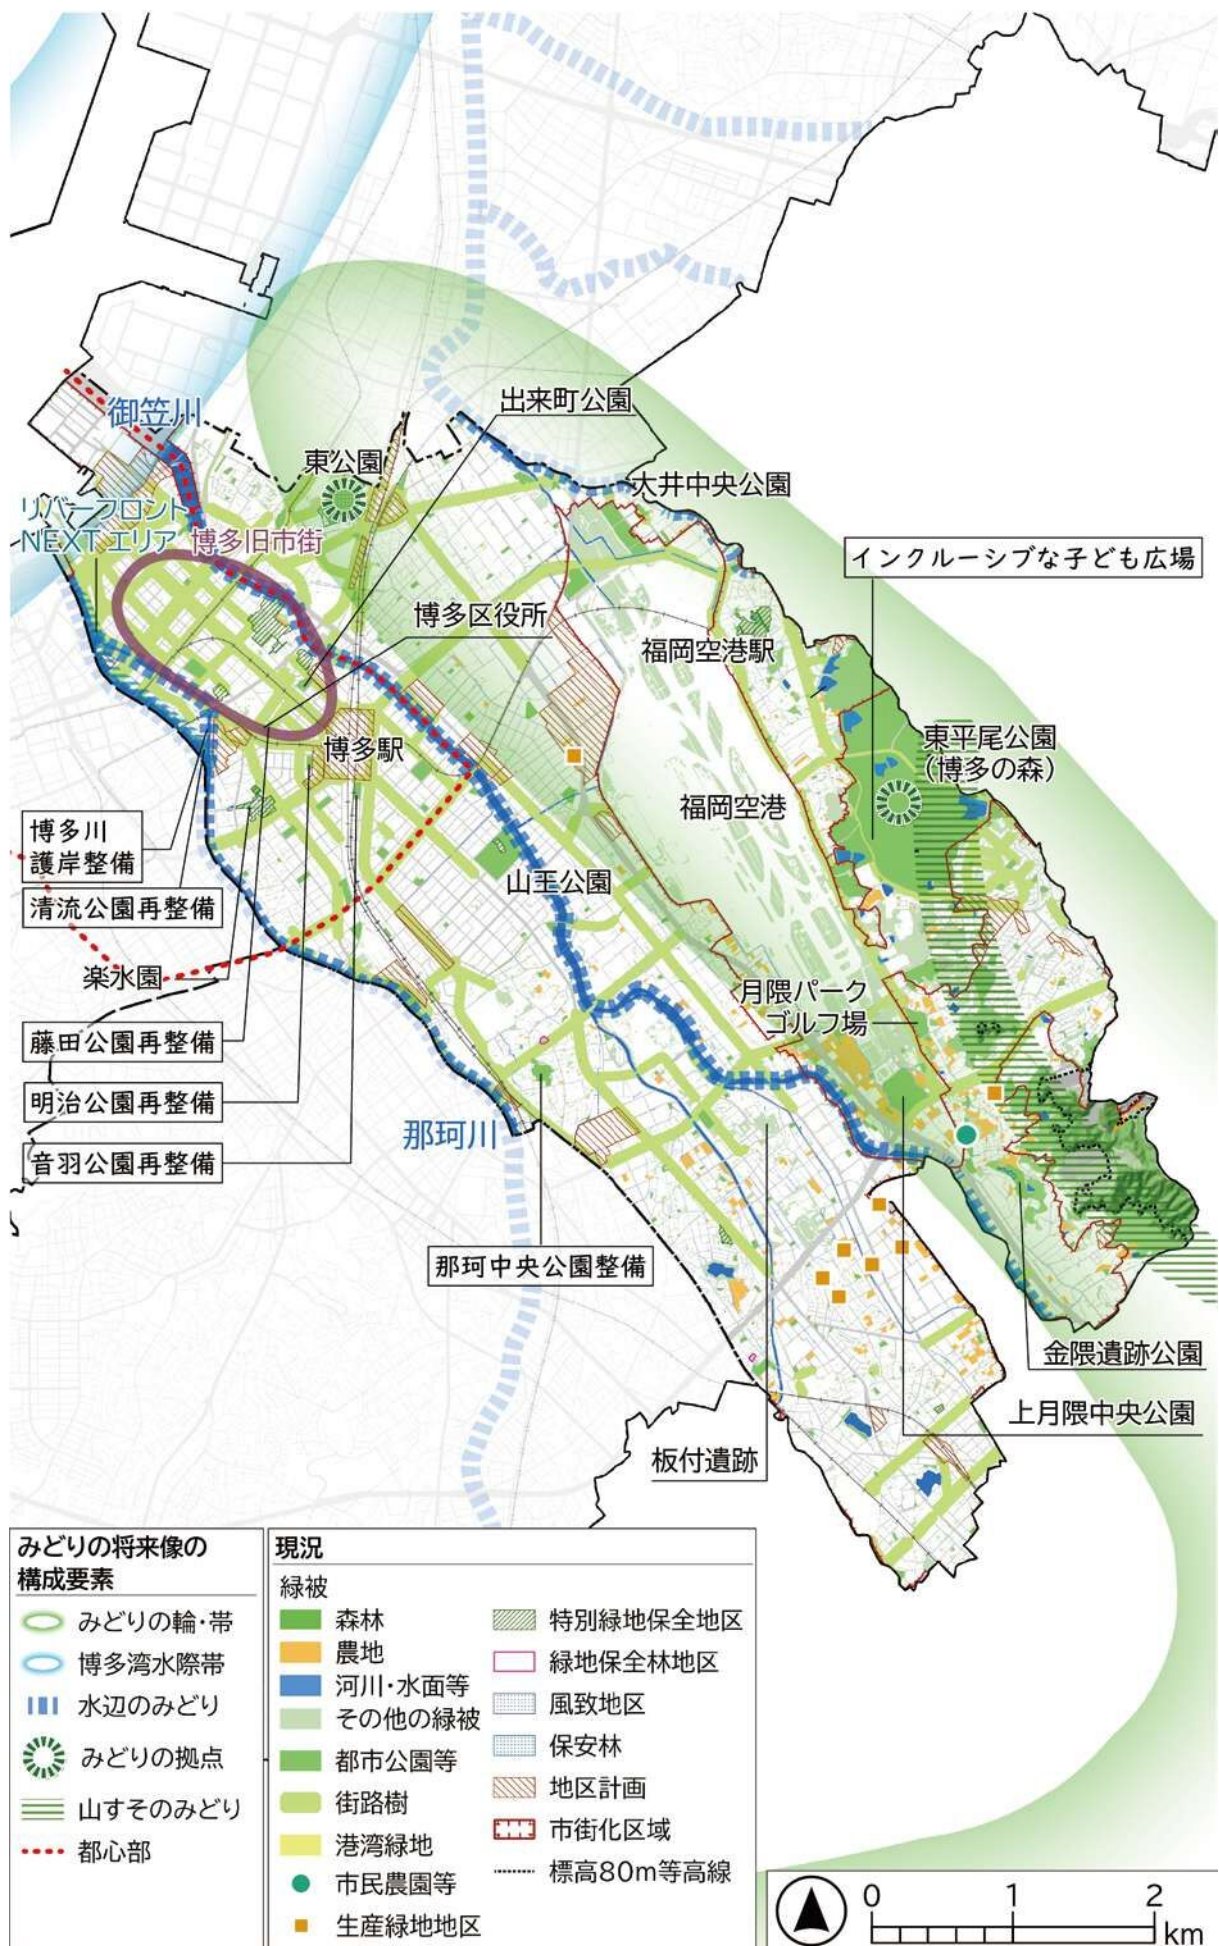 出来町公園
御笠川
東公園
大井中央公園
リバーフロント
NEXTエリア
博多旧市街
インクルーシブな子ども広場
博多区役所
福岡空港駅
東平尾公園
(博多の森)
博多駅
福岡空港
博多川
護岸整備
山王公園
清流公園再整備
楽水園
月隈パーク
ゴルフ場
藤田公園再整備
明治公園再整備
那珂川
音羽公園再整備
那珂中央公園整備
金隈遺跡公園
上月隈中央公園
板付遺跡
みどりの将来像の
構成要素
みどりの輪・帯
博多湾水際帯
水辺のみどり
みどりの拠点
山すそのみどり
都心部
現況
緑被
森林
農地
河川・水面等
その他の緑被
都市公園等
街路樹
港湾緑地
市民農園等
生産緑地地区
特別緑地保全地区
緑地保全林地区
風致地区
保安林
地区計画
市街化区域
標高80m等高線
0 1 2
km